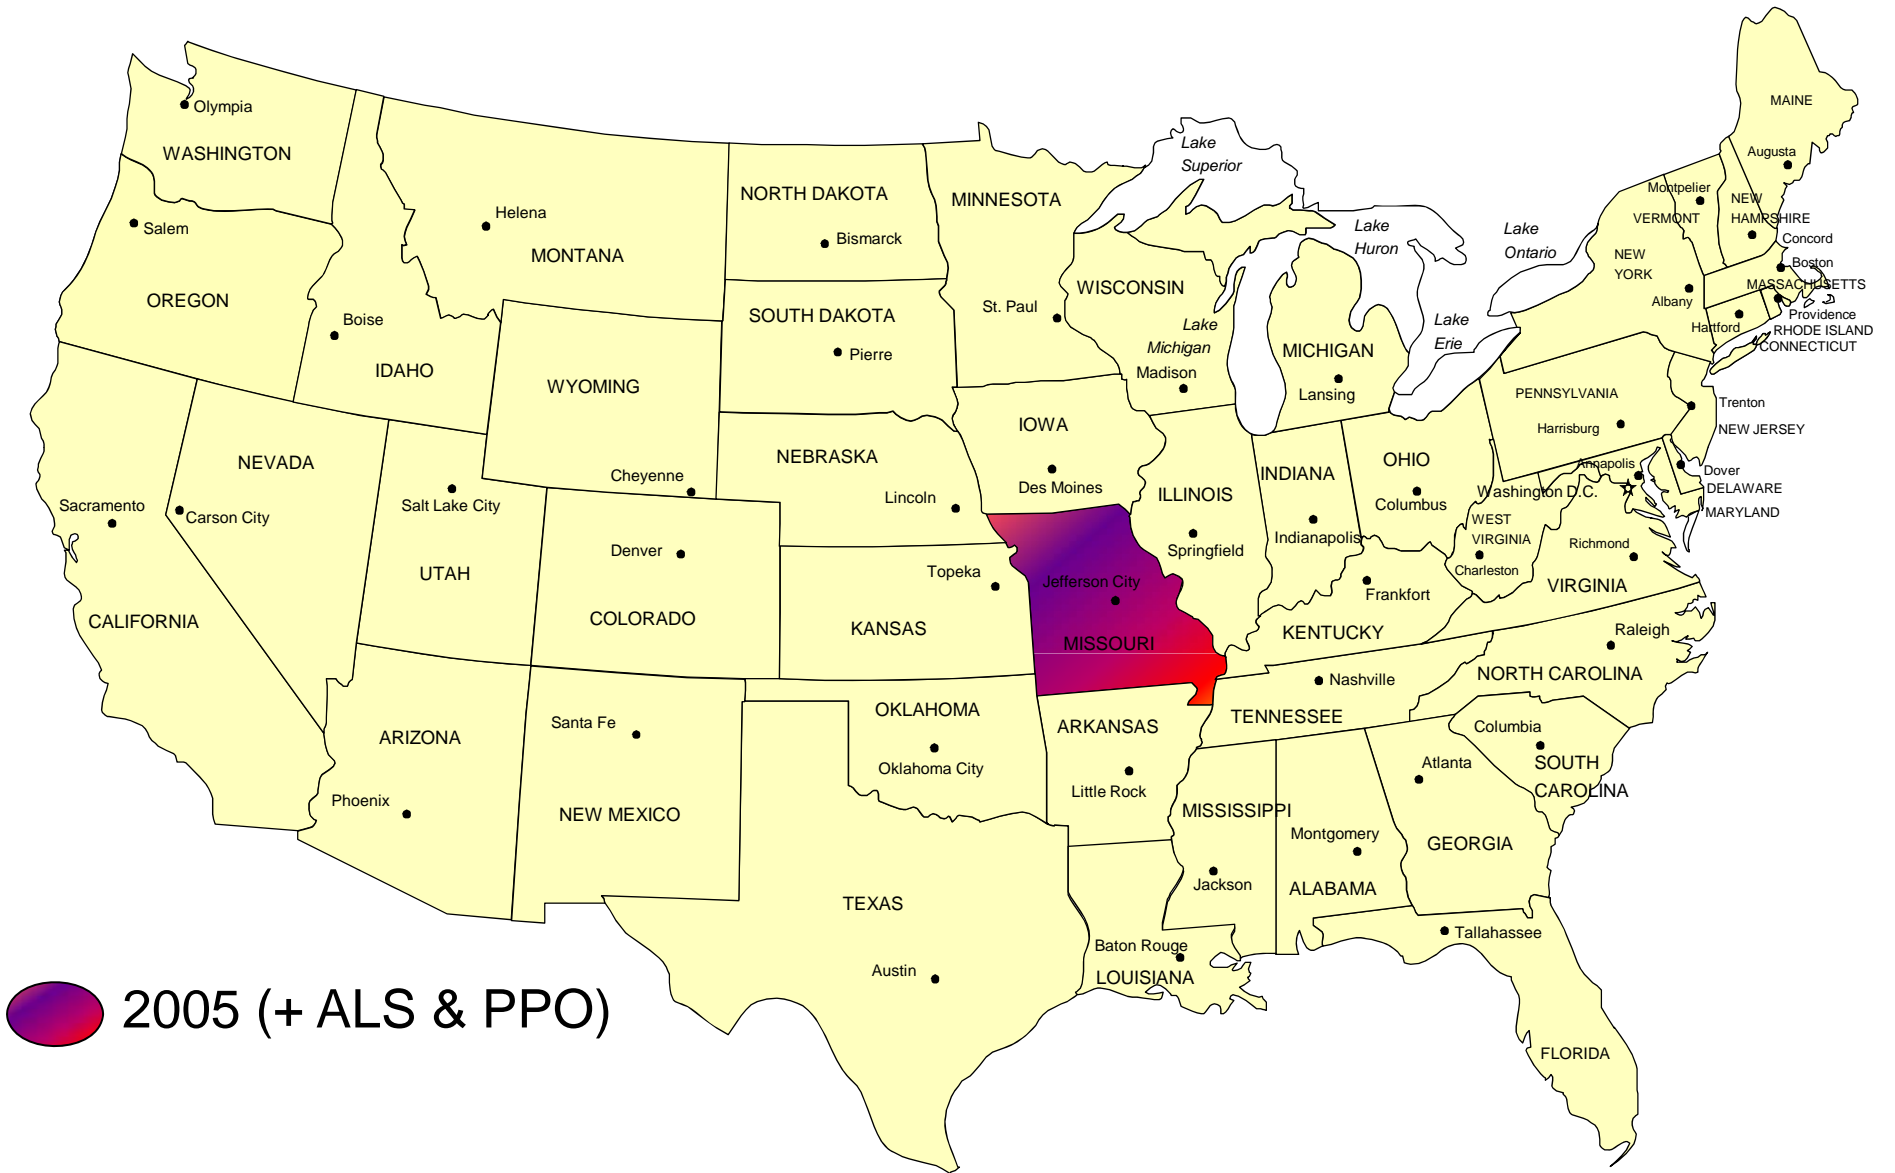 MAINE
Olympia
Lake
Superior
WASHINGTON
Augusta
Montpelier
NORTH DAKOTA
MINNESOTA
NEW
HAMPSHIRE
VERMONT
Helena
Salem
Bismarck
Lake
Huron
Lake
Ontario
Concord
MONTANA
NEW
YORK
Boston
OREGON
WISCONSIN
MASSACHUSETTS
St. Paul
Albany
Boise
SOUTH DAKOTA
Lake
Michigan
Lake
Erie
Providence
Hartford
RHODE ISLAND
CONNECTICUT
Pierre
MICHIGAN
IDAHO
WYOMING
Madison
Lansing
PENNSYLVANIA
Trenton
IOWA
Harrisburg
NEW JERSEY
NEVADA
NEBRASKA
OHIO
INDIANA
Annapolis
Dover
Cheyenne
Des Moines
DELAWARE
Lincoln
ILLINOIS
Washington D.C.
Sacramento
Carson City
Salt Lake City
Columbus
MARYLAND
WEST
VIRGINIA
Indianapolis
Richmond
Denver
Springfield
UTAH
Topeka
Jefferson City
Charleston
VIRGINIA
Frankfort
CALIFORNIA
COLORADO
KANSAS
MISSOURI
KENTUCKY
Raleigh
NORTH CAROLINA
Nashville
Santa Fe
OKLAHOMA
ARKANSAS
TENNESSEE
Columbia
ARIZONA
Oklahoma City
Atlanta
SOUTH
CAROLINA
Phoenix
Little Rock
NEW MEXICO
MISSISSIPPI
Montgomery
GEORGIA
Jackson
ALABAMA
TEXAS
Tallahassee
Baton Rouge
LOUISIANA
Austin
2005 (+ ALS & PPO)
FLORIDA